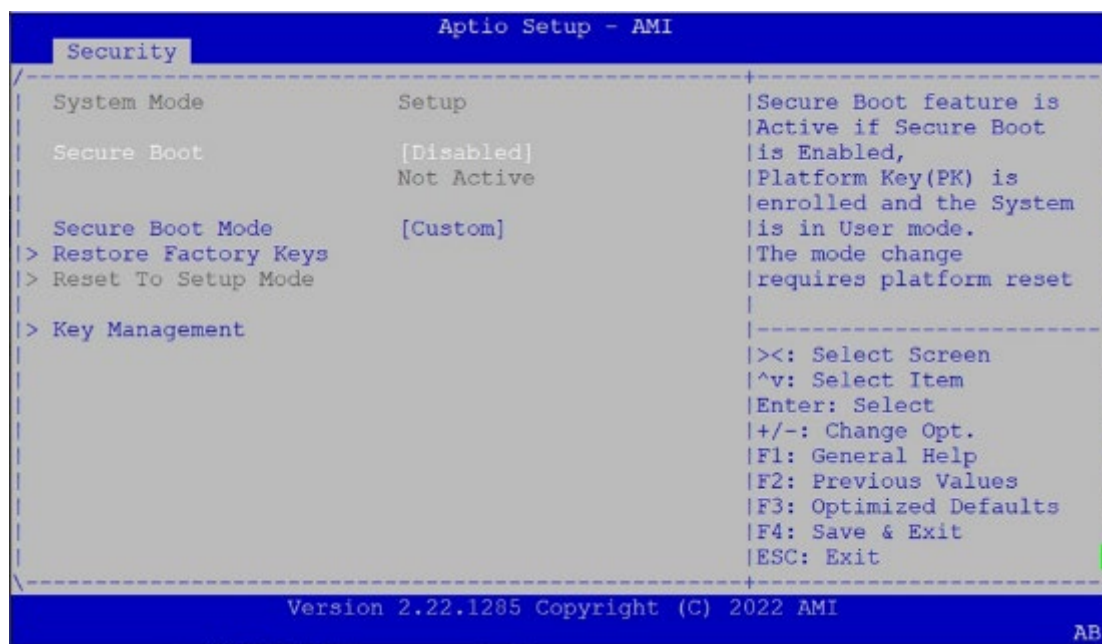 Aptio Setup - AMI
Security
System Mode Setup
Secure Boot [Disabled]
Not Active
Secure Boot Mode [Custom]
> Restore Factory Keys
> Reset To Setup Mode
> Key Management
Secure Boot feature is
Active if Secure Boot
is Enabled,
Platform Key(PK) is
enrolled and the System
is in User mode.
The mode change
requires platform reset
><: Select Screen
^v: Select Item
Enter: Select
+/-: Change Opt.
F1: General Help
F2: Previous Values
F3: Optimized Defaults
F4: Save & Exit
ESC: Exit
Version 2.22.1285 Copyright (C) 2022 AMI
AB